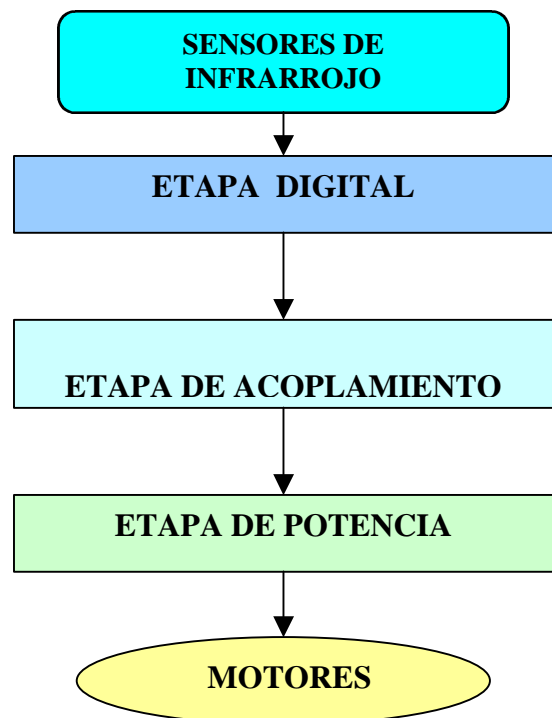 SENSORES DE
INFRARROJO
ETAPA DIGITAL
ETAPA DE ACOPLAMIENTO
ETAPA DE POTENCIA
MOTORES